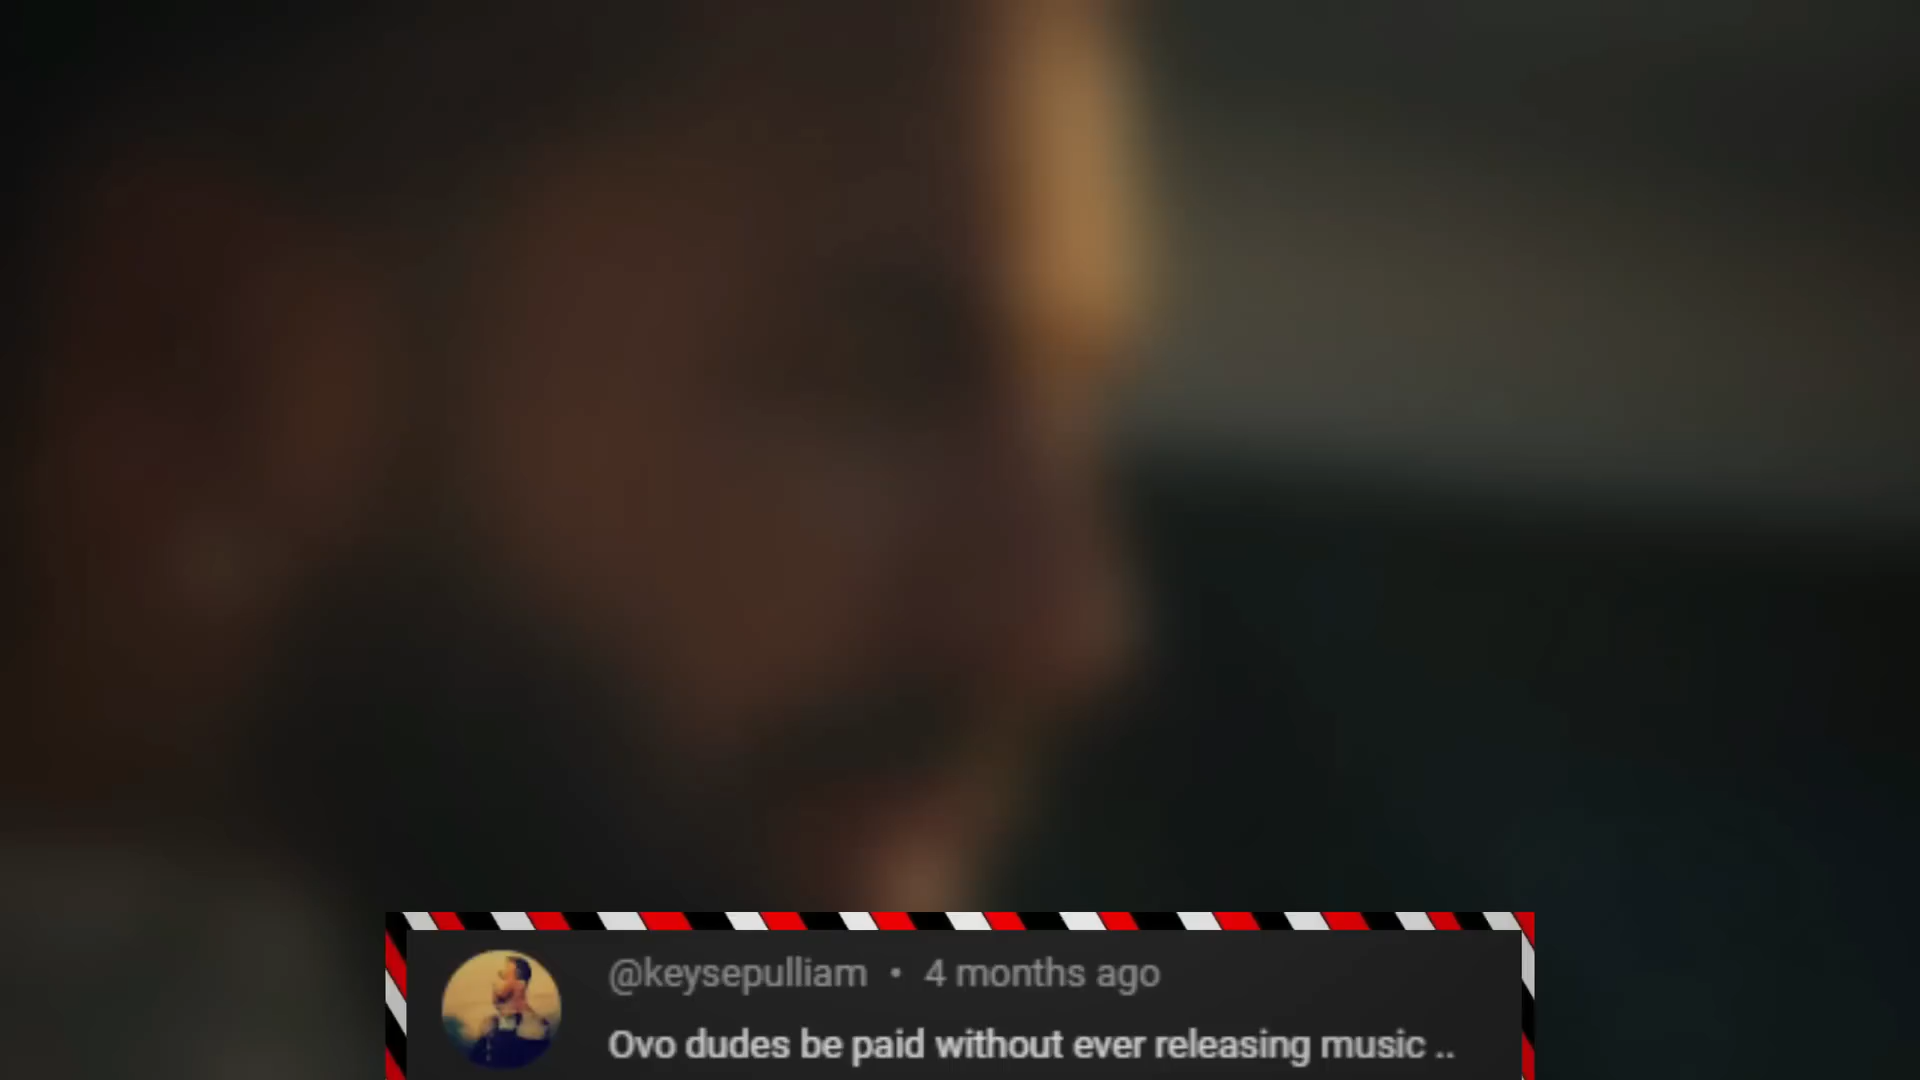 @keysepulliam • 4 months ago
Ovo dudes be paid without ever releasing music ..